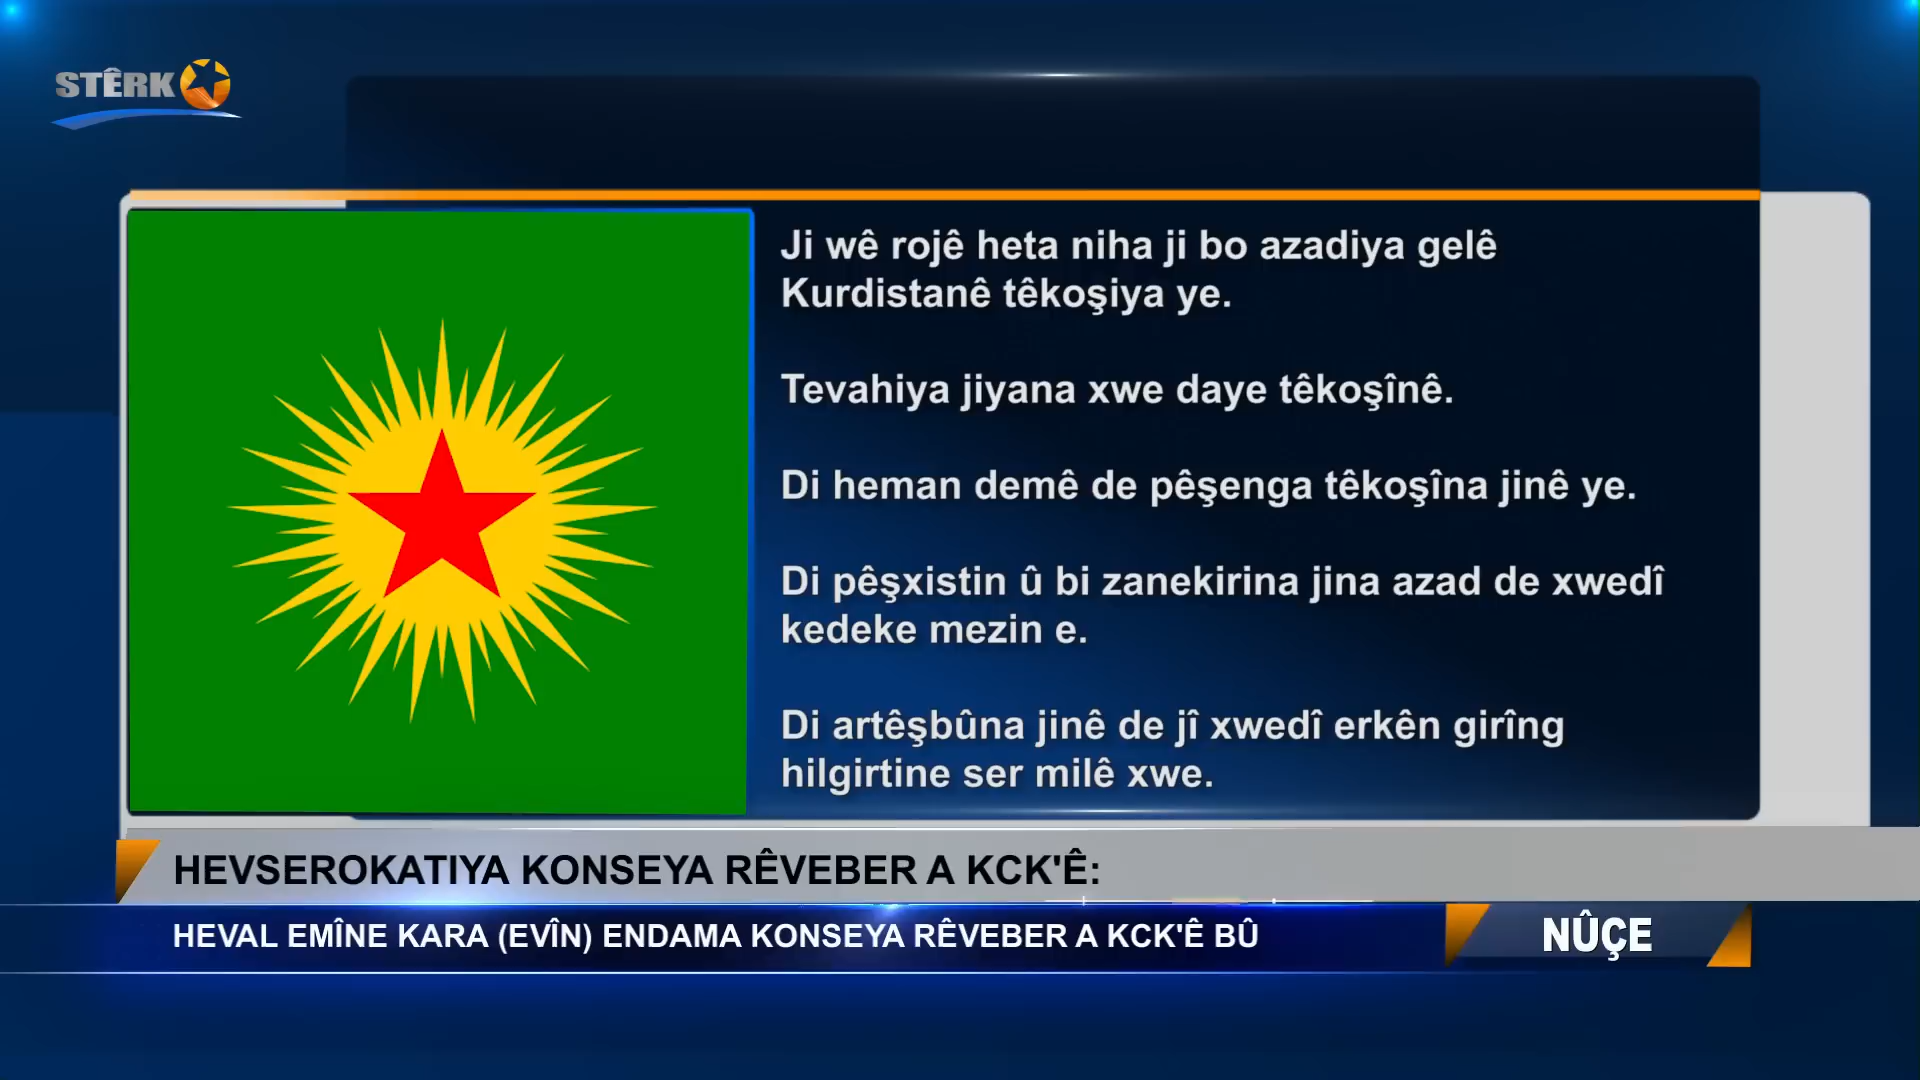 STÊRK
Ji wê rojê heta niha ji bo azadiya gelê
Kurdistanê têkoşiya ye.
Tevahiya jiyana xwe daye têkoşînê.
Di heman demê de pêşenga têkoşîna jinê ye.
Di pêşxistin û bi zanekirina jina azad de xwedî
kedeke mezin e.
Di artêşbûna jinê de jî xwedî erkên girîng
hilgirtine ser milê xwe.
HEVSEROKATIYA KONSEYA RÊVEBER A KCK'Ê:
HEVAL EMÎNE KARA (EVÎN) ENDAMA KONSEYA RÊVEBER A KCK'Ê BÛ
NÛÇE